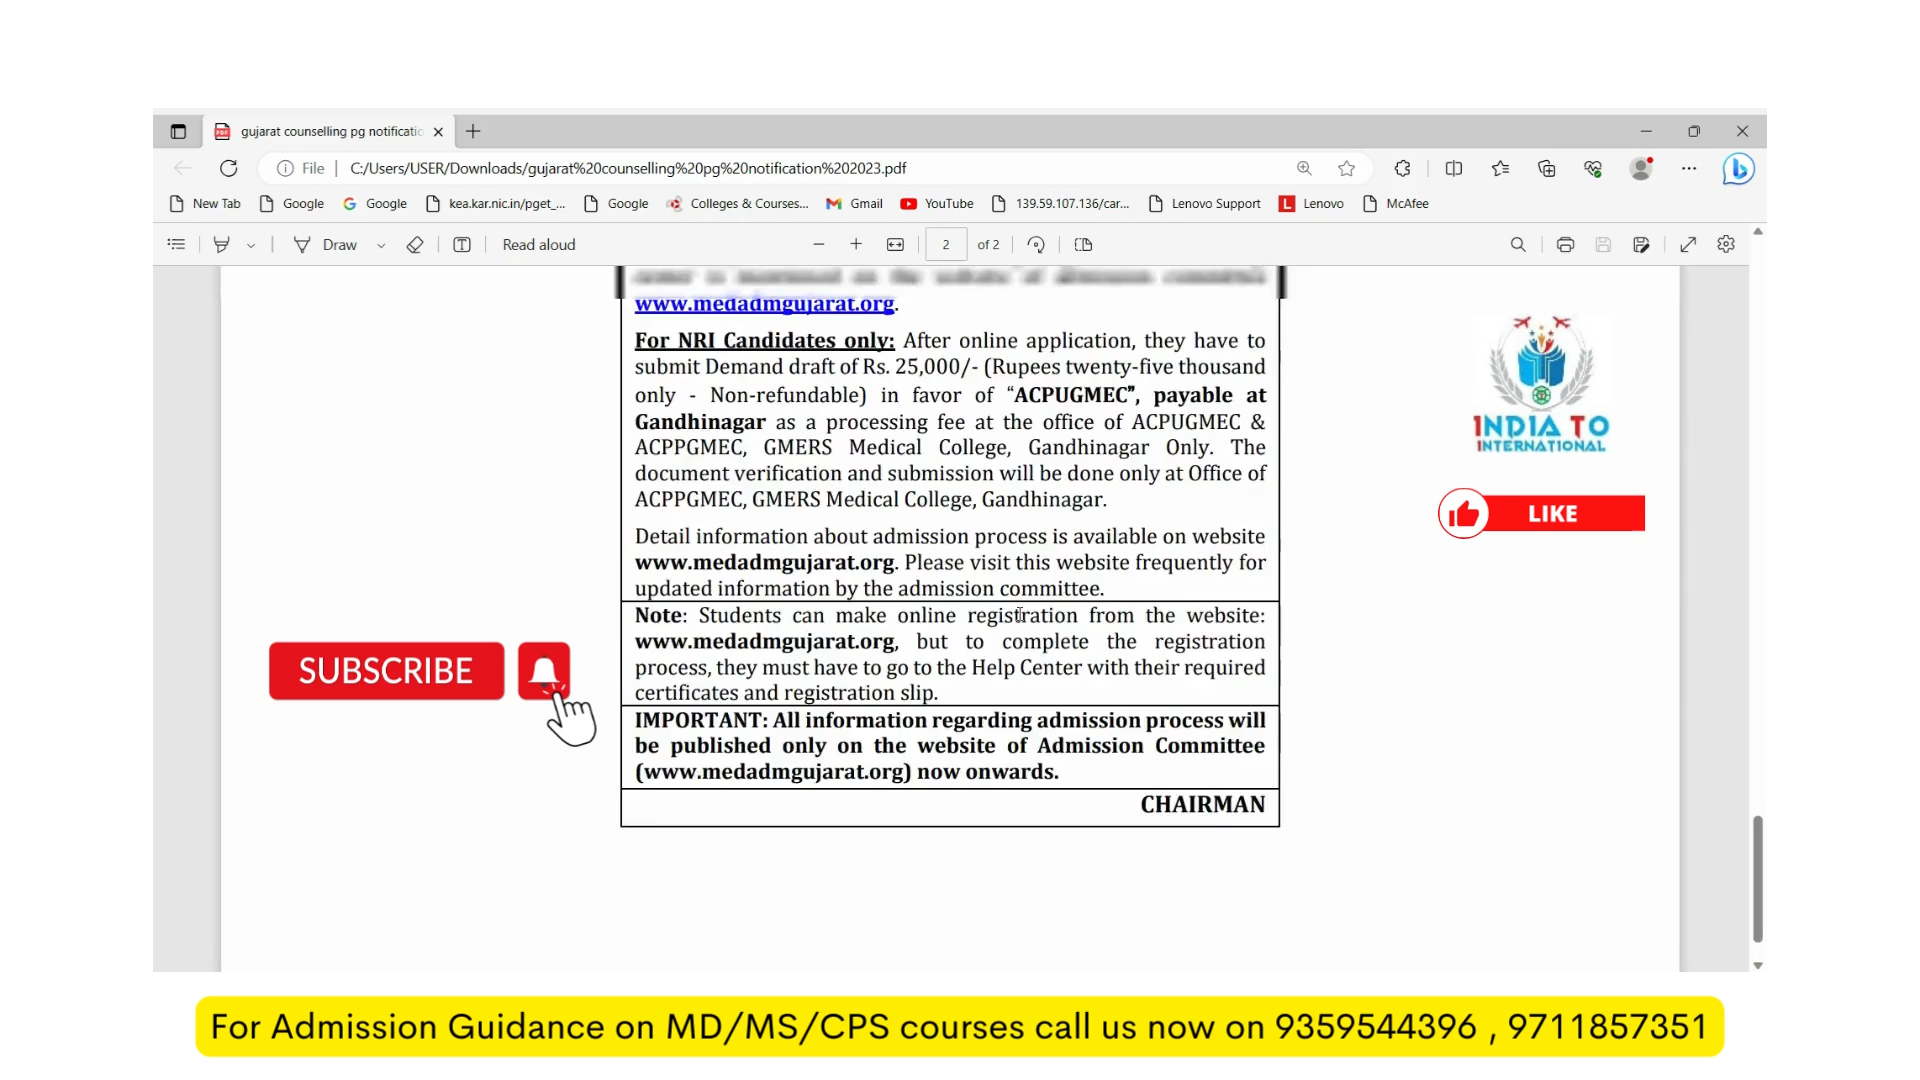 gujarat counselling pg notificatio
File
C:/Users/USER/Downloads/gujarat%20counselling%20pg%20notification%202023.pdf
New Tab
Google
Google
kea.kar.nic.in/pget_...
Google
Colleges & Courses...
Gmail
YouTube
139.59.107.136/car...
Lenovo Support
L Lenovo
McAfee
Draw
Read aloud
2 of 2
www.medadmgujarat.org.
For NRI Candidates only: After online application, they have to
submit Demand draft of Rs. 25,000/- (Rupees twenty-five thousand
only - Non-refundable) in favor of “ACPUGMEC”, payable at
Gandhinagar as a processing fee at the office of ACPUGMEC &
ACPPGMEC, GMERS Medical College, Gandhinagar Only. The
document verification and submission will be done only at Office of
ACPPGMEC, GMERS Medical College, Gandhinagar.
Detail information about admission process is available on website
www.medadmgujarat.org. Please visit this website frequently for
updated information by the admission committee.
Note: Students can make online registration from the website:
www.medadmgujarat.org, but to complete the registration
process, they must have to go to the Help Center with their required
certificates and registration slip.
IMPORTANT: All information regarding admission process will
be published only on the website of Admission Committee
(www.medadmgujarat.org) now onwards.
CHAIRMAN
INDIA TO
INTERNATIONAL
LIKE
SUBSCRIBE
For Admission Guidance on MD/MS/CPS courses call us now on 9359544396 , 9711857351